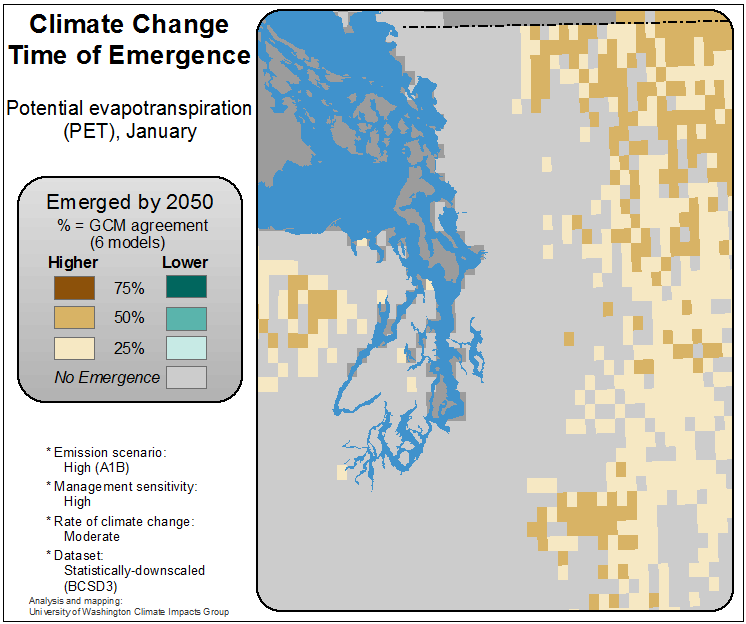 Climate Change
Time of Emergence
Potential evapotranspiration
(PET), January
Emerged by 2050
% = GCM agreement
(6 models)
Higher Lower
75%
50%
25%
No Emergence
* Emission scenario:
High (A1B)
* Management sensitivity:
High
* Rate of climate change:
Moderate
* Dataset:
Statistically-downscaled
(BCSD3)
Analysis and mapping:
University of Washington Climate Impacts Group